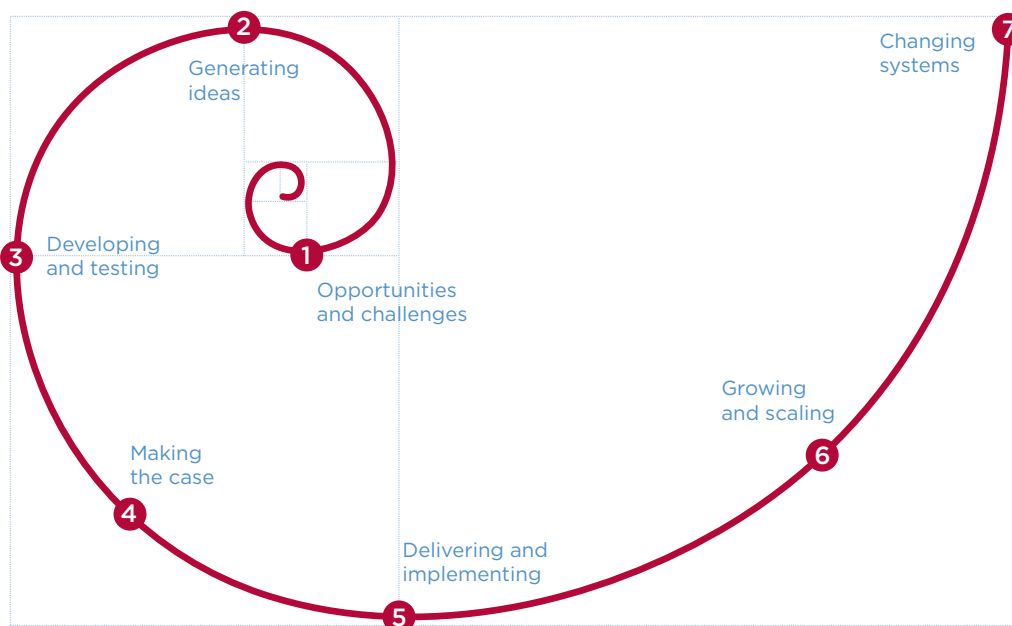 2
Generating
ideas
7
Changing
systems
3
Developing
and testing
1
Opportunities
and challenges
Growing
and scaling
6
Making
the case
4
Delivering and
implementing
5